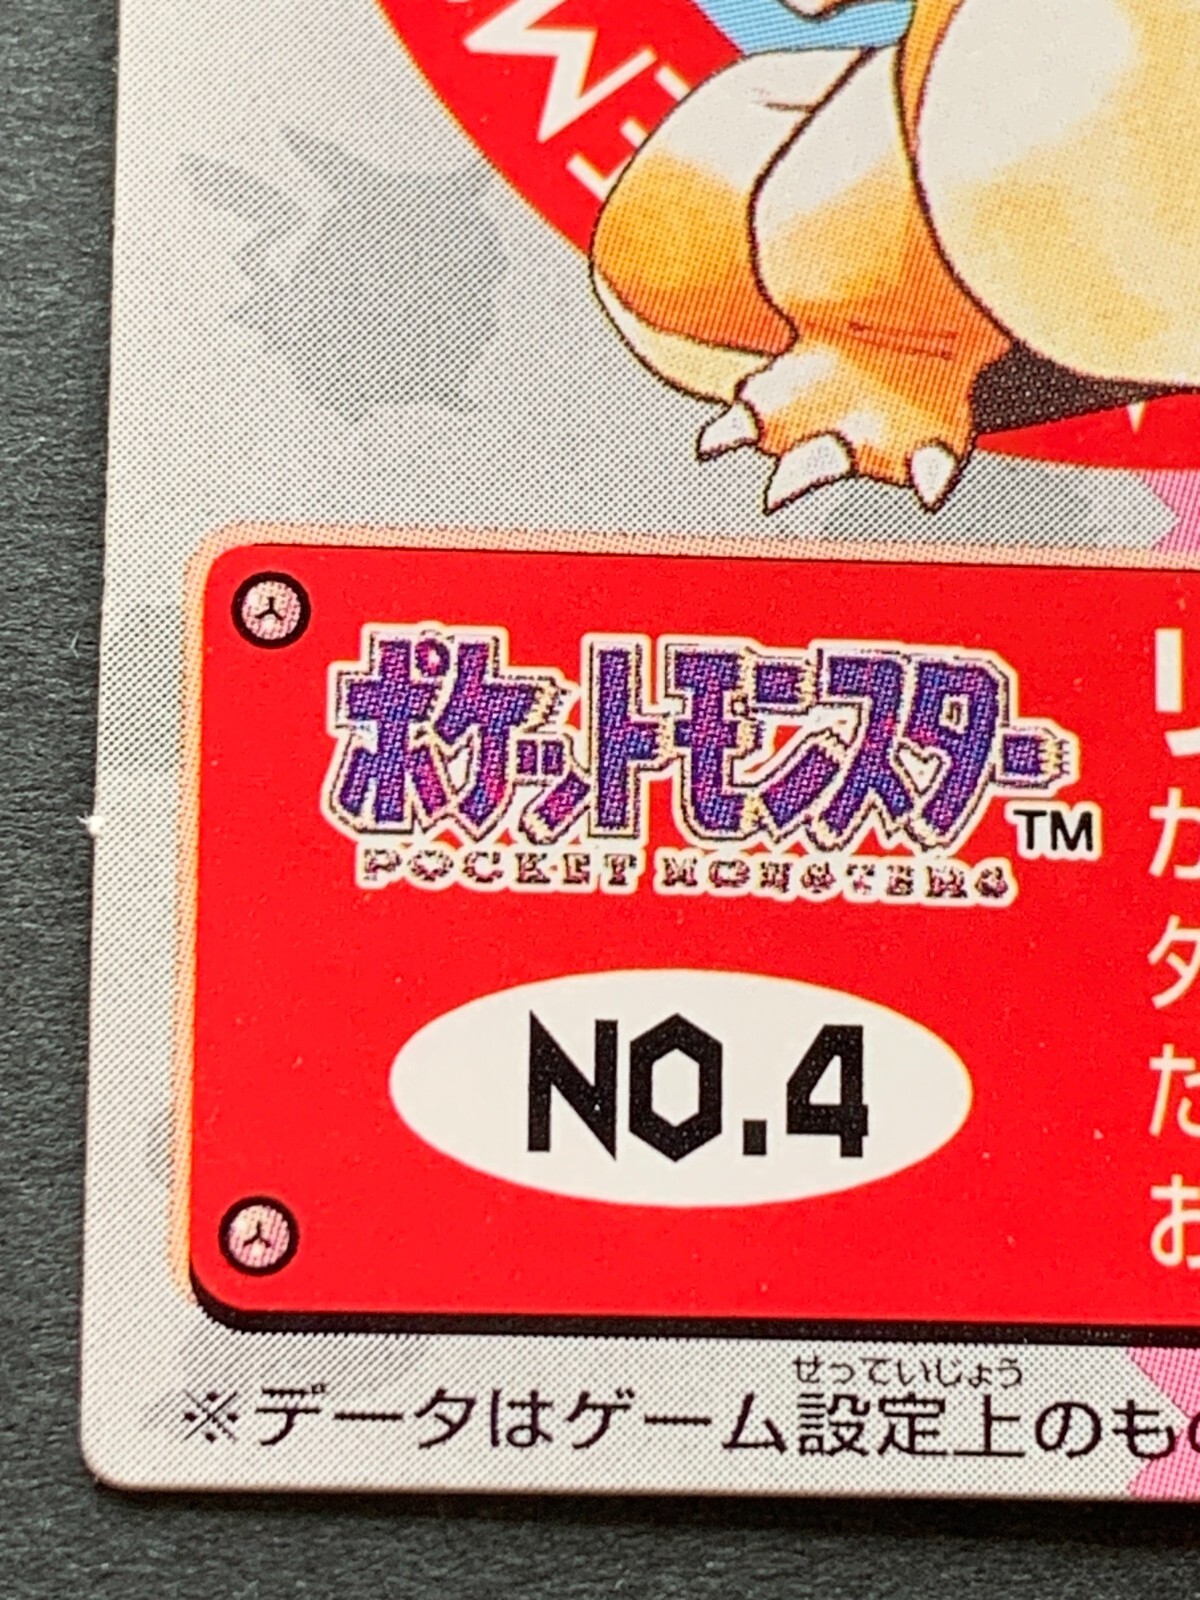 ポケットモンスター
TM
POCKET MONSTERS
NO.4
せっていじょう
※データはゲーム設定上のも